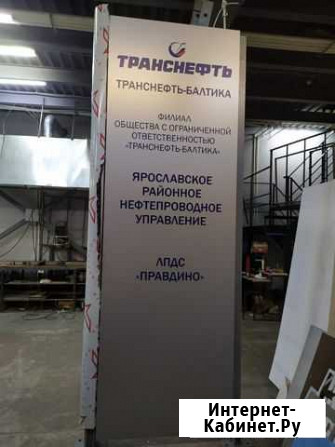 ТРАНСНЕФТЬ
ТРАНСНЕФТЬ-БАЛТИКА
ФИЛИАЛ
ОБЩЕСТВА С ОГРАНИЧЕННОЙ
ОТВЕТСТВЕННОСТЬЮ
«ТРАНСНЕФТЬ-БАЛТИКА»
ЯРОСЛАВСКОЕ
РАЙОННОЕ
НЕФТЕПРОВОДНОЕ
УПРАВЛЕНИЕ
ЛПДС
«ПРАВДИНО»
Интернет-
Кабинет.Ру